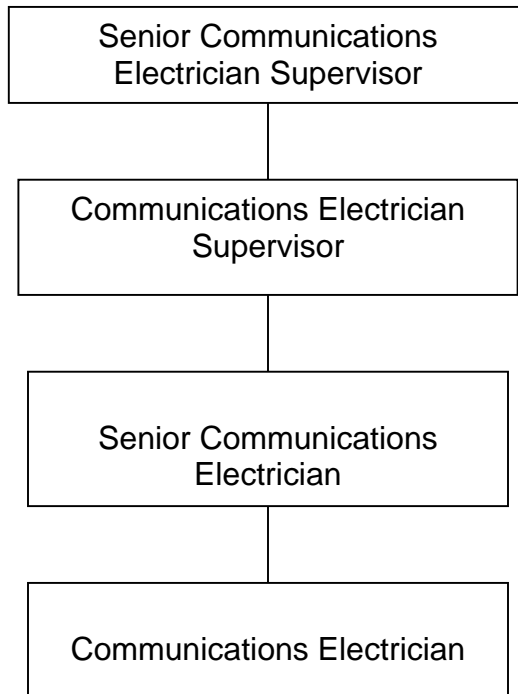 Senior Communications
Electrician Supervisor
Communications Electrician
Supervisor
Senior Communications
Electrician
Communications Electrician